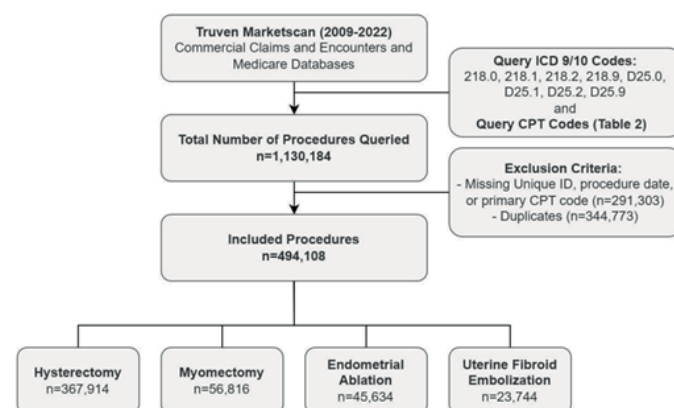 Truven Marketscan (2009-2022)
Commercial Claims and Encounters and
Medicare Databases
Query ICD 9/10 Codes:
218.0, 218.1, 218.2, 218.9, D25.0,
D25.1, D25.2, D25.9
and
Query CPT Codes (Table 2)
Total Number of Procedures Queried
n=1,130,184
Exclusion Criteria:
- Missing Unique ID, procedure date,
or primary CPT code (n=291,303)
- Duplicates (n=344,773)
Included Procedures
n=494,108
Hysterectomy
n=367,914
Myomectomy
n=56,816
Endometrial
Ablation
n=45,634
Uterine Fibroid
Embolization
n=23,744